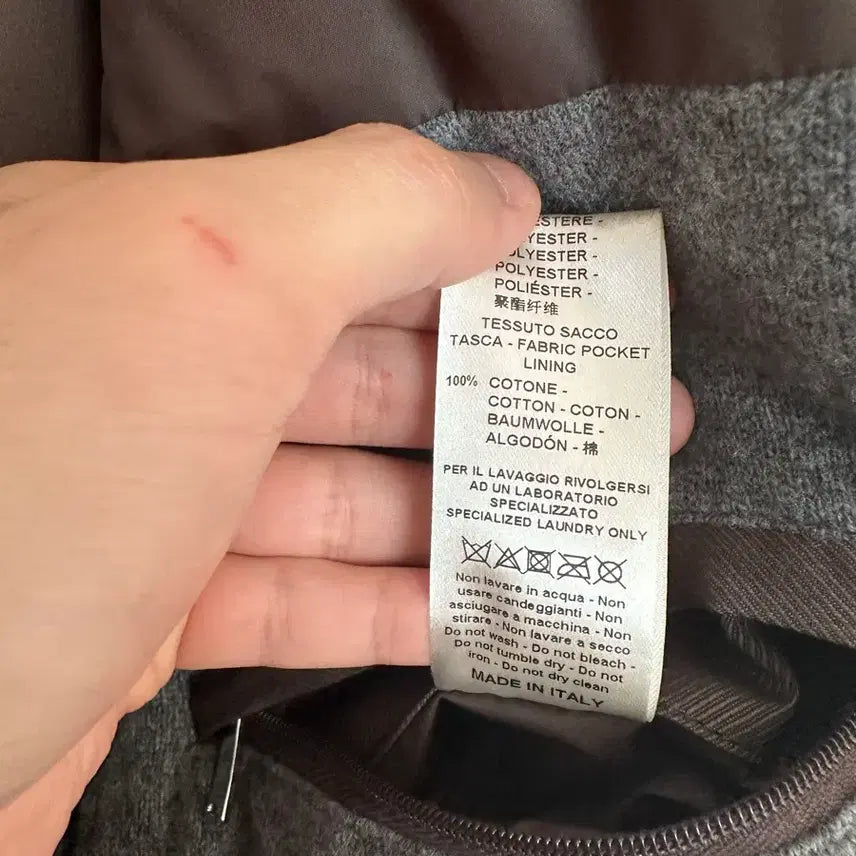 POLYESTER -
POLIÉSTER -
聚酯纤维
TESSUTO SACCO
TASCA - FABRIC POCKET
LINING
100% COTONE -
COTTON - COTON -
BAUMWOLLE -
ALGODÓN - 棉
PER IL LAVAGGIO RIVOLGERSI
AD UN LABORATORIO
SPECIALIZZATO
SPECIALIZED LAUNDRY ONLY
Non lavare in acqua - Non
usare candeggianti - Non
asciugare a macchina - Non
stirare - Non lavare a secco
Do not wash - Do not bleach -
Do not tumble dry - Do not
iron - Do not dry clean
MADE IN ITALY